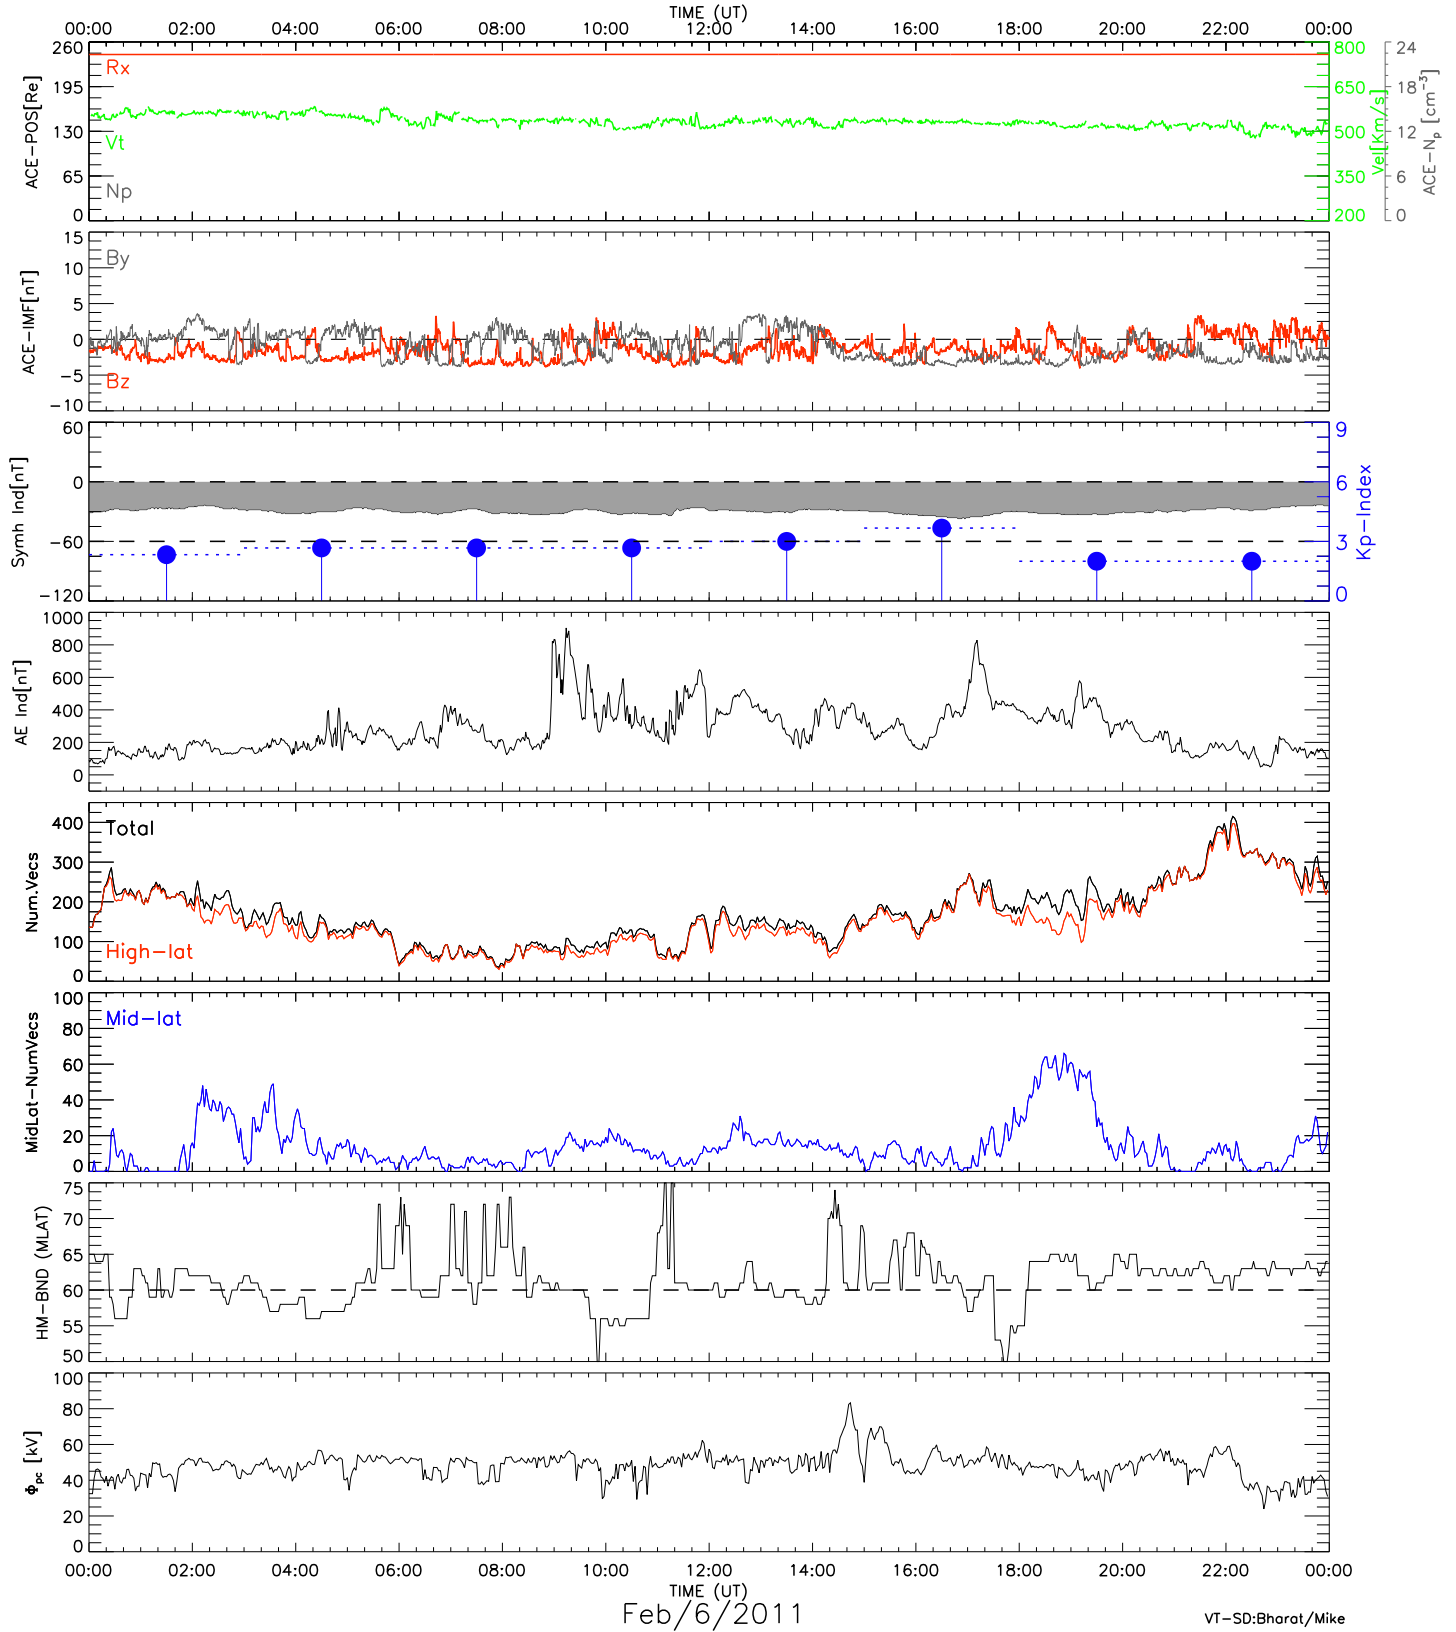 TIME (UT)
00:00 02:00 04:00 06:00 08:00 10:00 12:00 14:00 16:00 18:00 20:00 22:00 00:00
ACE-POS[Re]
260
195
130
65
0
Rx
Vt
Np
800
650
500
350
200
Vel[Km/s]
24
18
12
6
0
ACE-Np [cm-3]
ACE-IMF[nT]
15
10
5
0
-5
-10
By
Bz
Symh Ind[nT]
60
0
-60
-120
9
6
3
0
Kp-Index
AE Ind[nT]
1000
800
600
400
200
0
Num.Vecs
400
300
200
100
0
Total
High-lat
MidLat-NumVecs
100
80
60
40
20
0
Mid-lat
HM-BND (MLAT)
75
70
65
60
55
50
Φpc [kV]
100
80
60
40
20
0
00:00 02:00 04:00 06:00 08:00 10:00 12:00 14:00 16:00 18:00 20:00 22:00 00:00
TIME (UT)
Feb/6/2011
VT-SD:Bharat/Mike